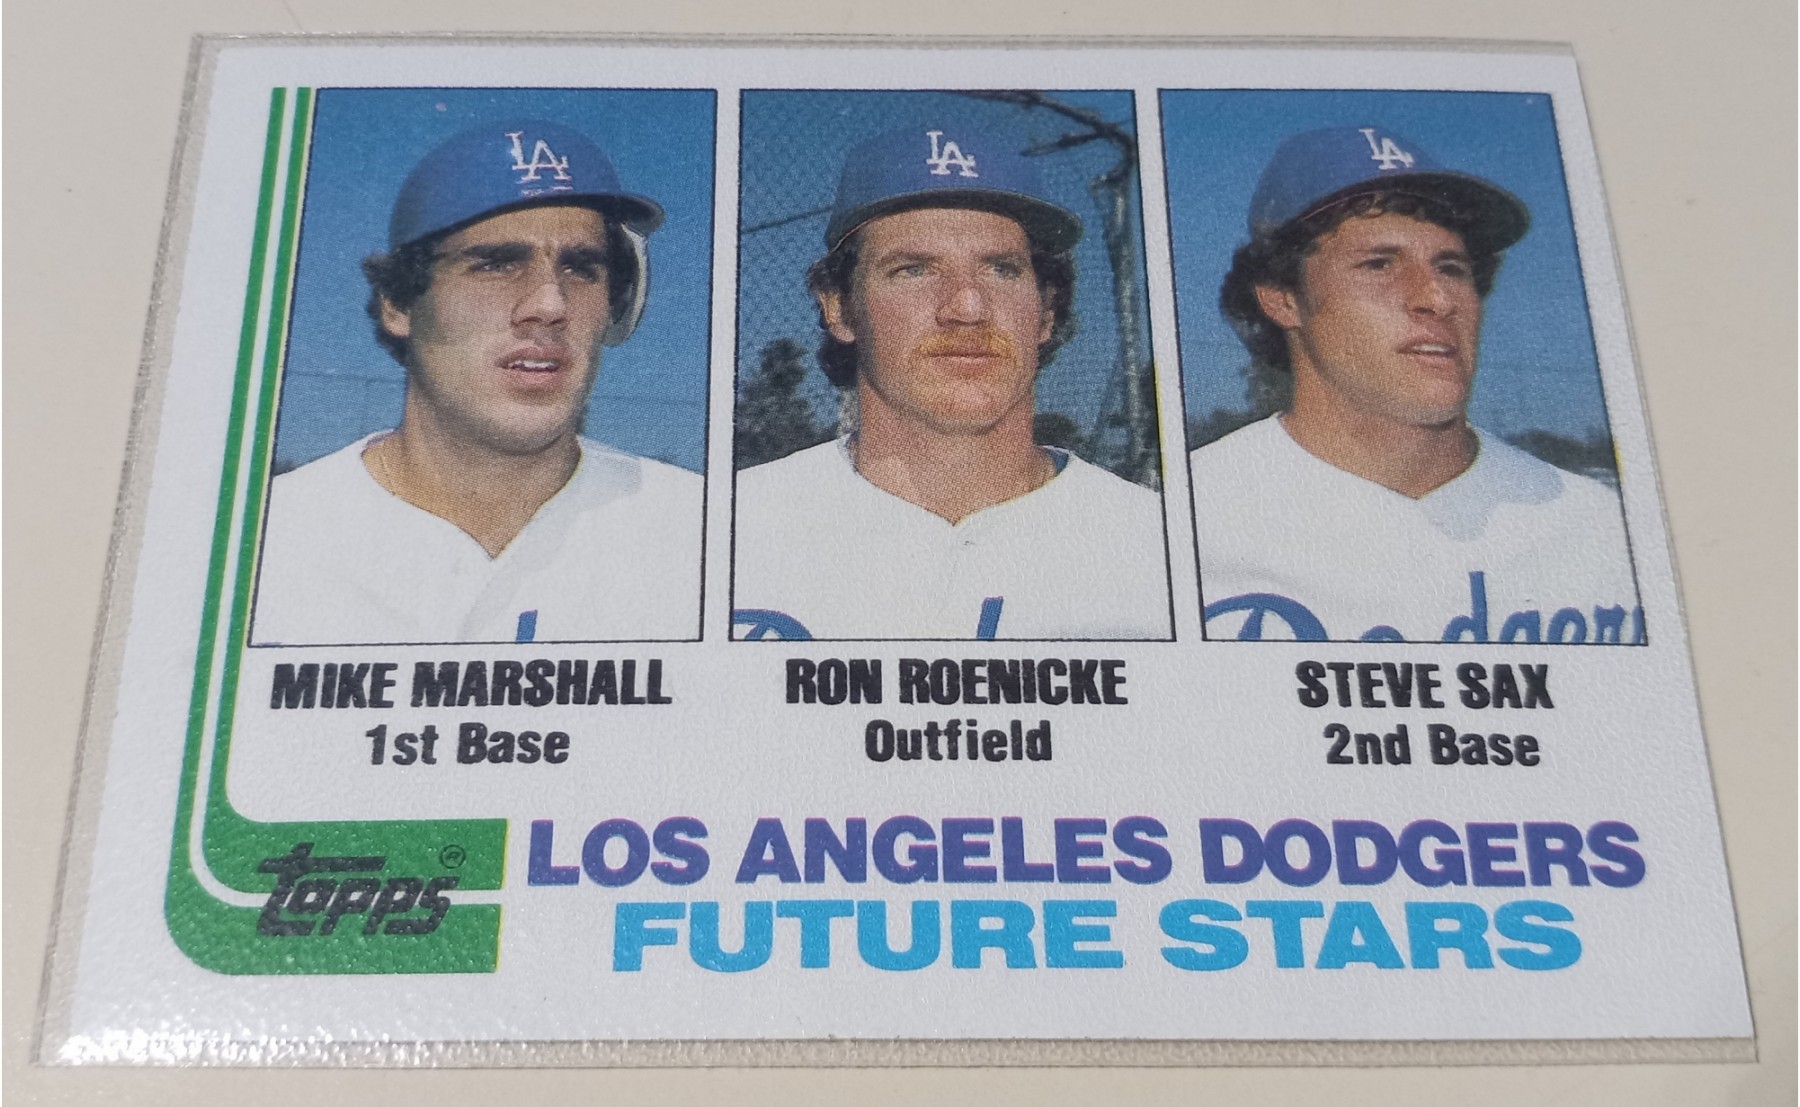 LA
LA
LA
Dodgers
MIKE MARSHALL
1st Base
RON ROENICKE
Outfield
STEVE SAX
2nd Base
Topps ®
LOS ANGELES DODGERS
FUTURE STARS